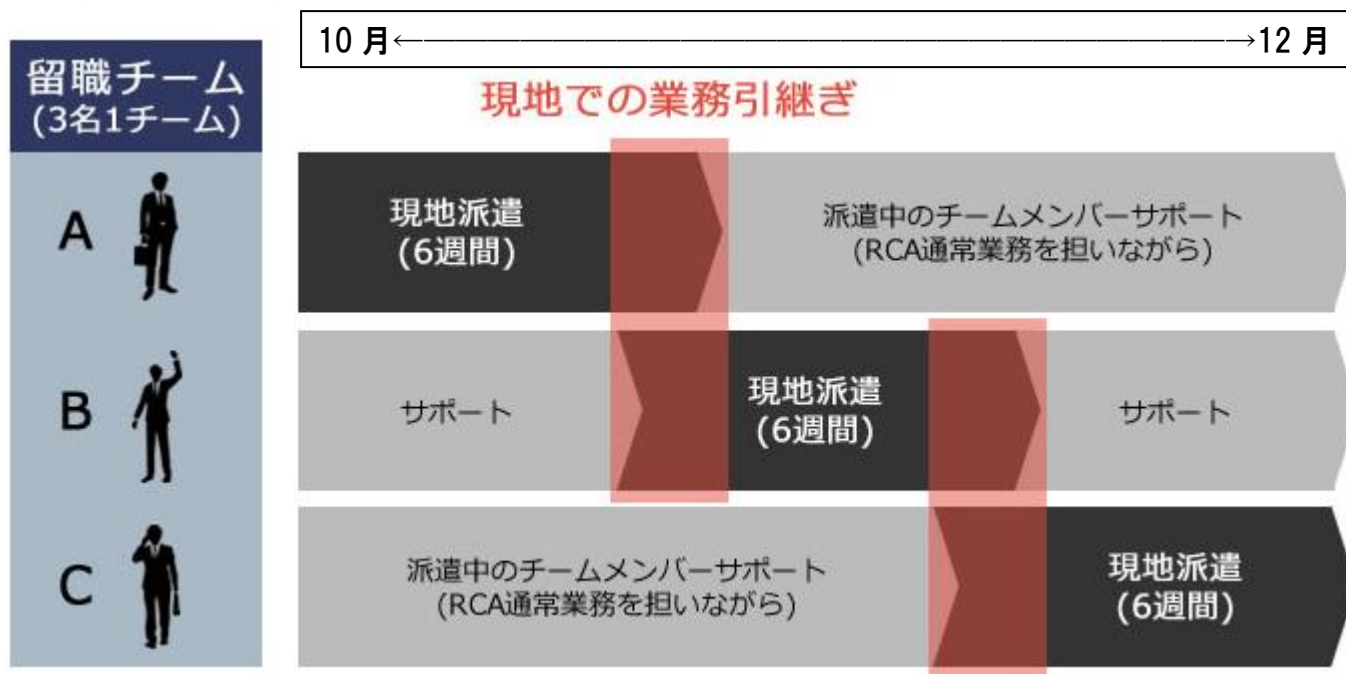 10 月←――――――――――――→12 月
留職チーム
(3名1チーム)
現地での業務引継ぎ
A
現地派遣
(6週間)
派遣中のチームメンバーサポート
(RCA通常業務を担いながら)
B
サポート
現地派遣
(6週間)
サポート
C
派遣中のチームメンバーサポート
(RCA通常業務を担いながら)
現地派遣
(6週間)